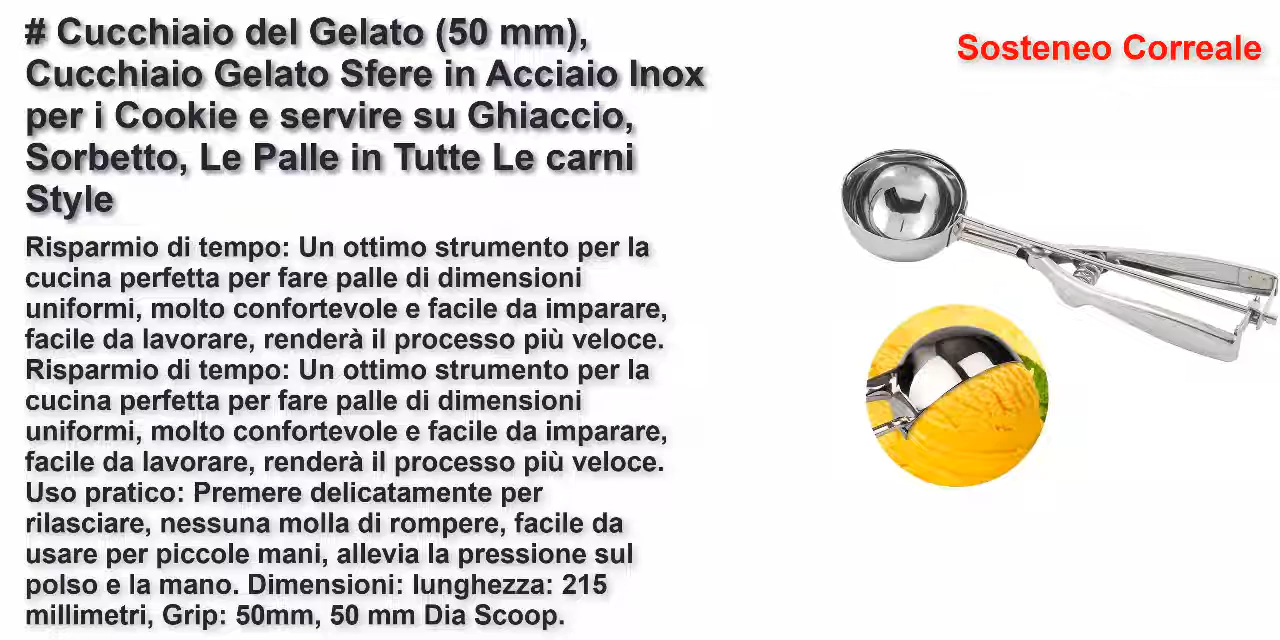 # Cucchiaio del Gelato (50 mm),
Cucchiaio Gelato Sfere in Acciaio Inox
per i Cookie e servire su Ghiaccio,
Sorbetto, Le Palle in Tutte Le carni
Style
Sosteneo Correale
Risparmio di tempo: Un ottimo strumento per la
cucina perfetta per fare palle di dimensioni
uniformi, molto confortevole e facile da imparare,
facile da lavorare, renderà il processo più veloce.
Risparmio di tempo: Un ottimo strumento per la
cucina perfetta per fare palle di dimensioni
uniformi, molto confortevole e facile da imparare,
facile da lavorare, renderà il processo più veloce.
Uso pratico: Premere delicatamente per
rilasciare, nessuna molla di rompere, facile da
usare per piccole mani, allevia la pressione sul
polso e la mano. Dimensioni: lunghezza: 215
millimetri, Grip: 50mm, 50 mm Dia Scoop.